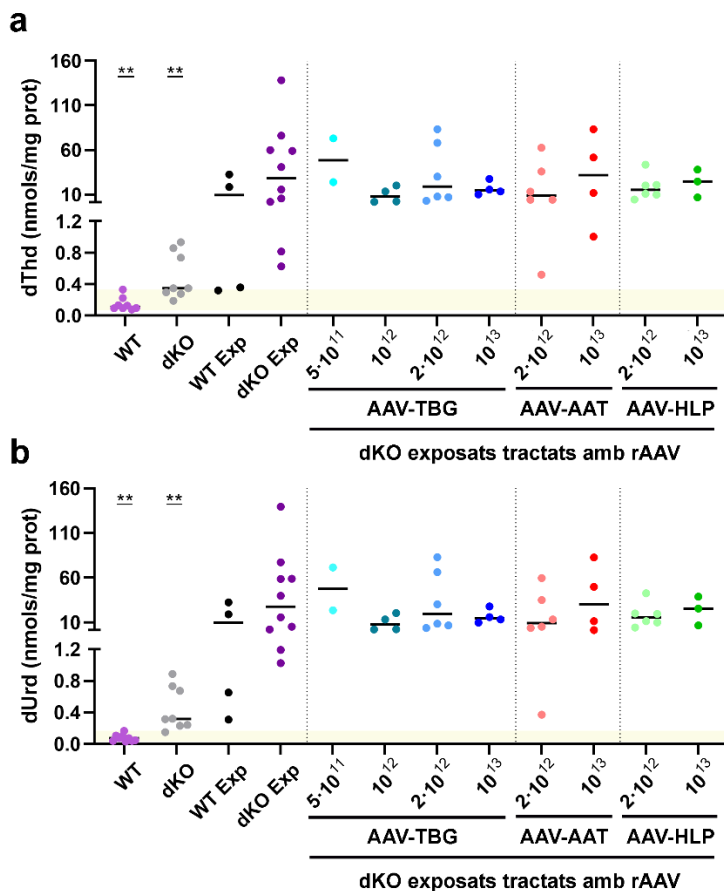 a
dThd (nmols/mg prot)
160
110
60
10
1.2
0.8
0.4
0.0
** **
WT dKO WT Exp dKO Exp 5·10¹¹ 10¹² 2·10¹² 10¹³ 2·10¹² 10¹³ 2·10¹² 10¹³
AAV-TBG AAV-AAT AAV-HLP
dKO exposats tractats amb rAAV
b
dUrd (nmols/mg prot)
160
110
60
10
1.2
0.8
0.4
0.0
** **
WT dKO WT Exp dKO Exp 5·10¹¹ 10¹² 2·10¹² 10¹³ 2·10¹² 10¹³ 2·10¹² 10¹³
AAV-TBG AAV-AAT AAV-HLP
dKO exposats tractats amb rAAV